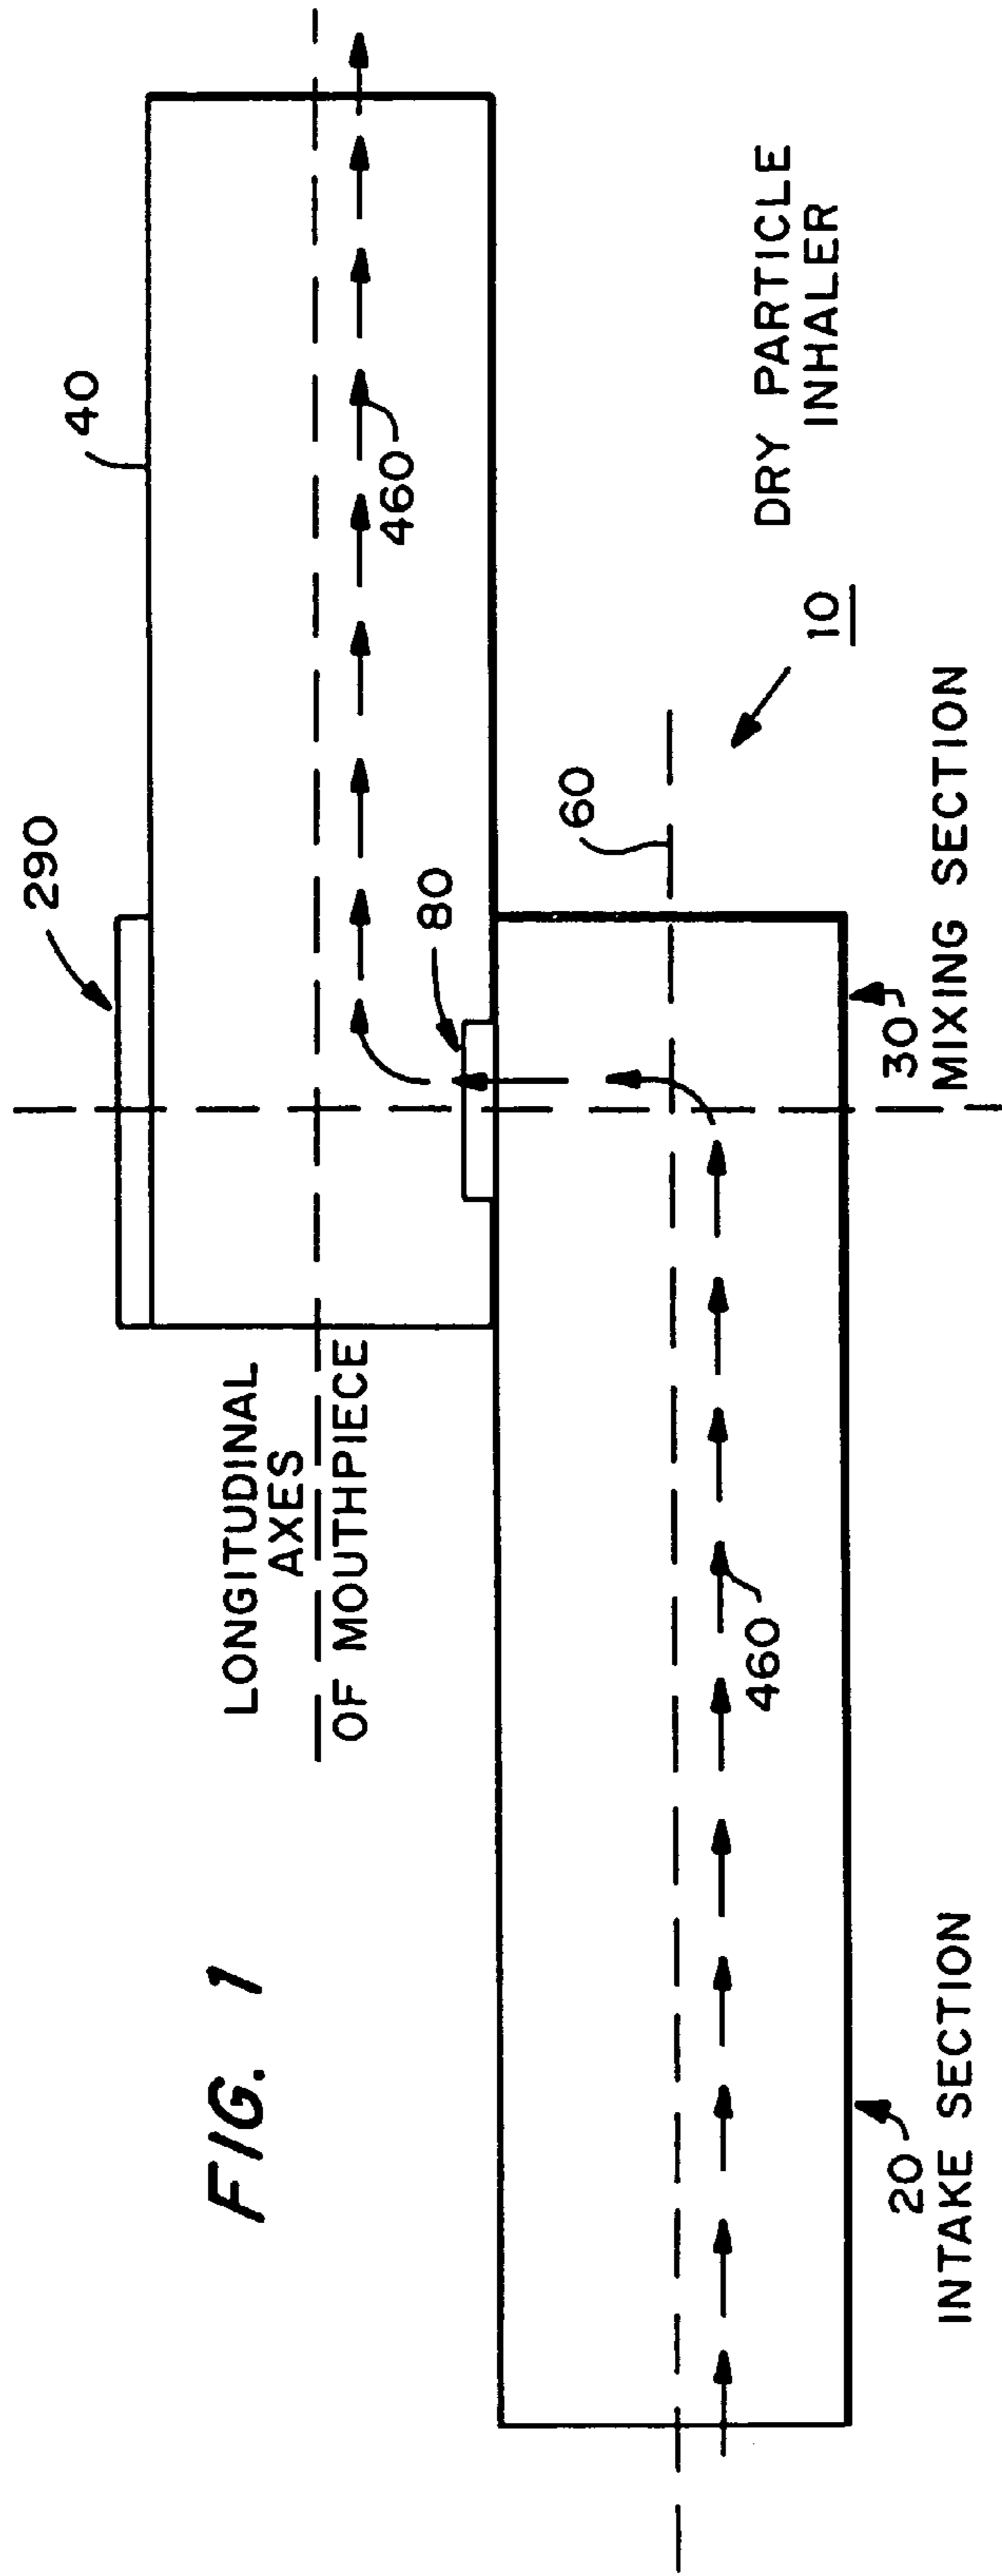 FIG. 1
LONGITUDINAL
AXES
OF MOUTHPIECE
290
40
460
80
60
10
DRY PARTICLE
INHALER
460
20
INTAKE SECTION
30
MIXING SECTION